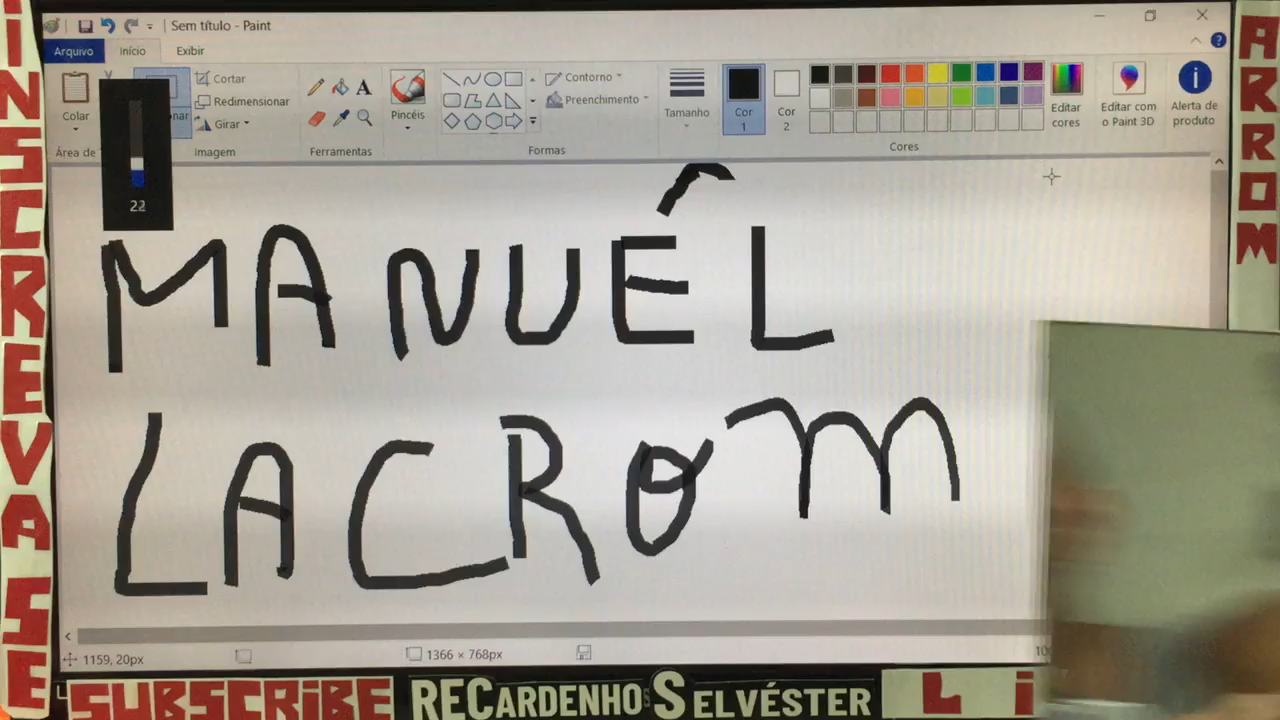 Sem título - Paint
Arquivo Início Exibir
Colar
Cortar
Redimensionar
Girar
Imagem
Ferramentas
Pincéis
Formas
Contorno
Preenchimento
Tamanho
Cor 1
Cor 2
Cores
Editar cores
Editar com o Paint 3D
Alerta de produto
Área de
22
MANUÊL
LACROM
1159, 20px
1366 × 768px
INSCREVA SE
ARROM
SUBSCRiBE
RECARDENHO S SELVÉSTER
Li